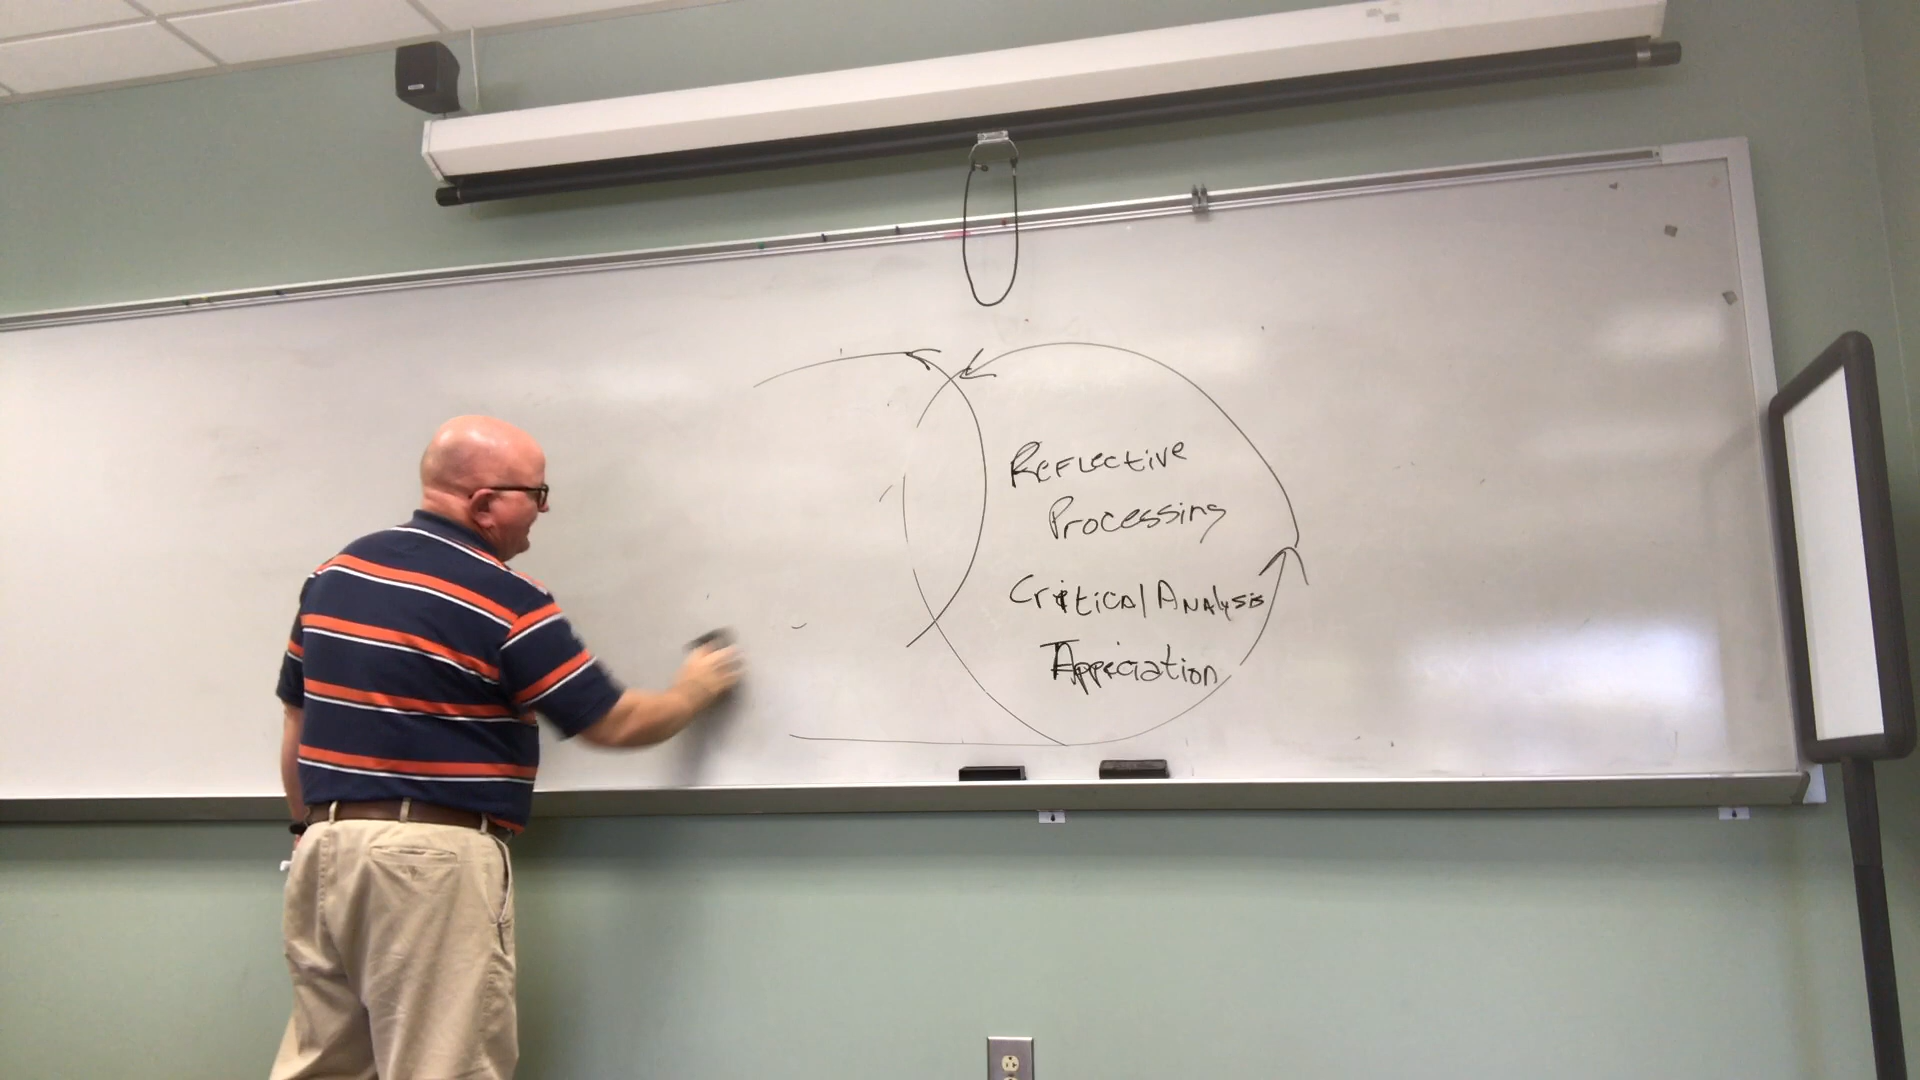 Reflective
Processing
Critical Analysis
Appreciation